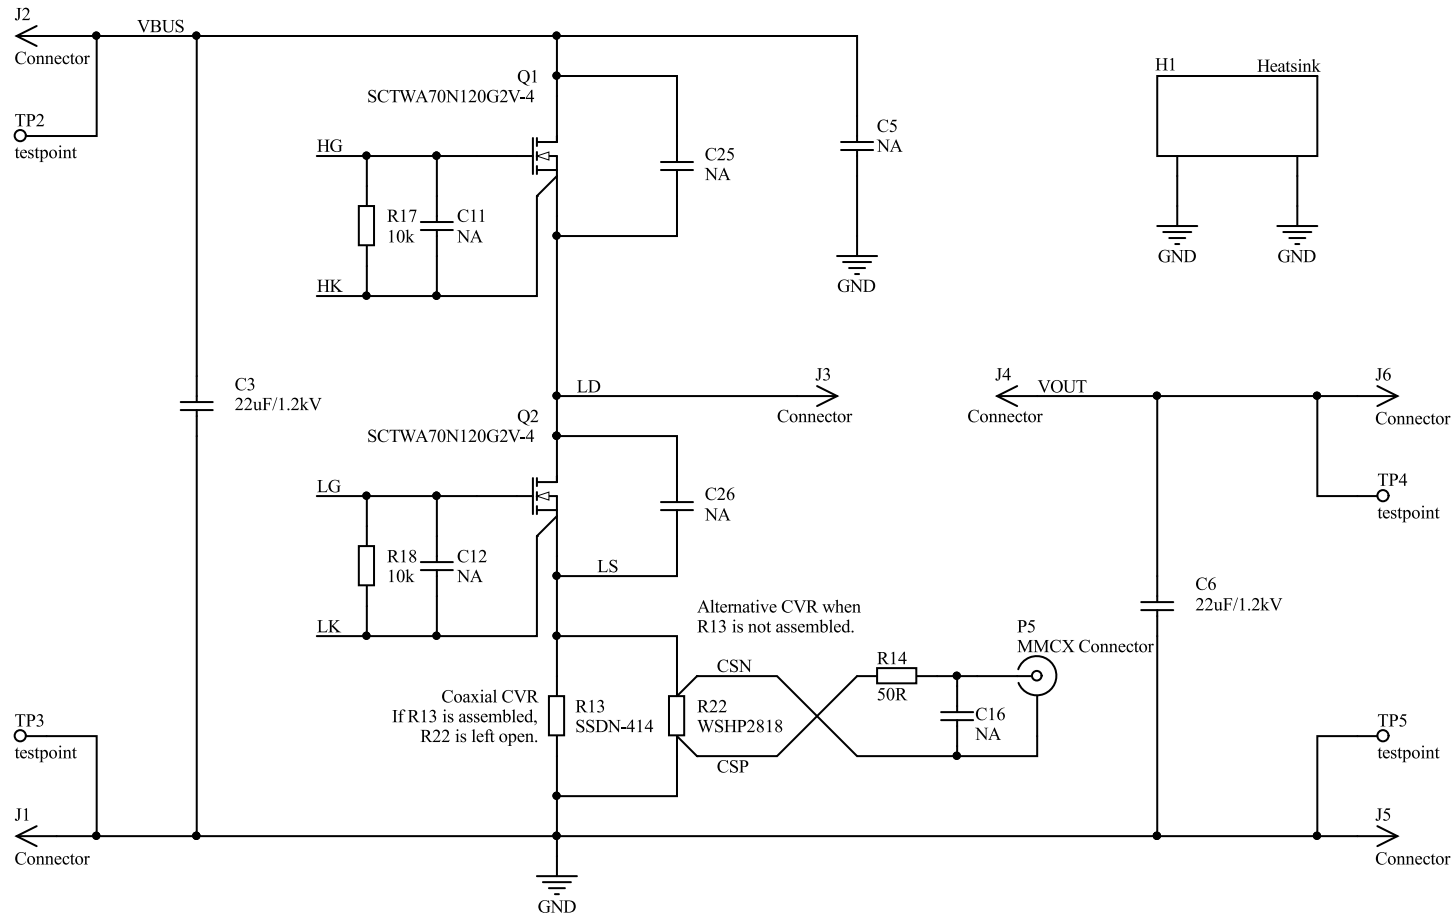 J2
VBUS
Connector
TP2
testpoint
Q1
SCTWA70N120G2V-4
HG
R17
10k
C11
NA
HK
C25
NA
C5
NA
GND
H1
Heatsink
GND
GND
C3
22uF/1.2kV
LD
J3
Connector
J4
VOUT
Connector
J6
Connector
Q2
SCTWA70N120G2V-4
LG
R18
10k
C12
NA
LK
C26
NA
LS
TP4
testpoint
C6
22uF/1.2kV
Alternative CVR when
R13 is not assembled.
P5
MMCX Connector
CSN
R14
50R
Coaxial CVR
If R13 is assembled,
R22 is left open.
R13
SSDN-414
R22
WSHP2818
C16
NA
CSP
TP3
testpoint
TP5
testpoint
J1
Connector
J5
Connector
GND